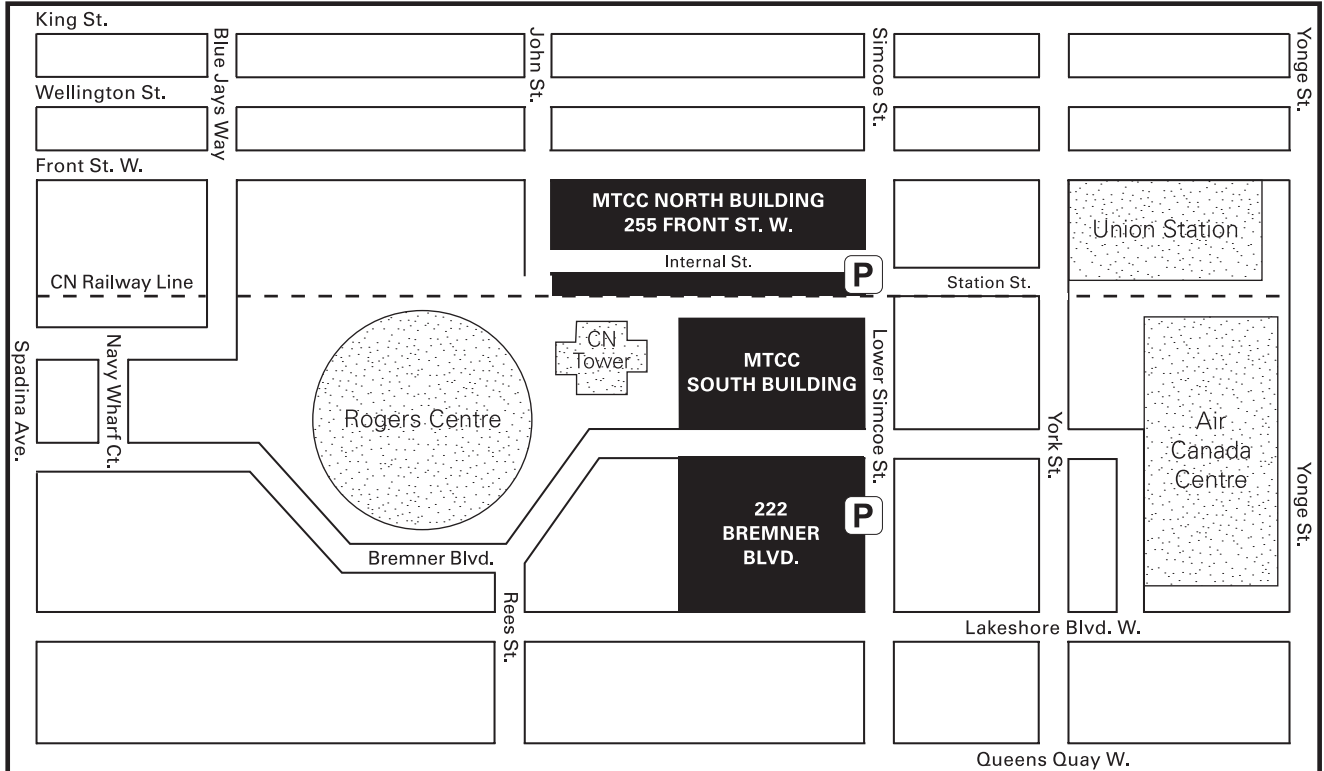 King St.
Blue Jays Way
John St.
Simcoe St.
Yonge St.
Wellington St.
Front St. W.
MTCC NORTH BUILDING
255 FRONT ST. W.
Union Station
Internal St.
P
CN Railway Line
Station St.
Spadina Ave.
Navy Wharf Ct.
Rogers Centre
CN
Tower
MTCC
SOUTH BUILDING
Lower Simcoe St.
York St.
Air
Canada
Centre
Yonge St.
222
BREMNER
BLVD.
P
Bremner Blvd.
Rees St.
Lakeshore Blvd. W.
Queens Quay W.